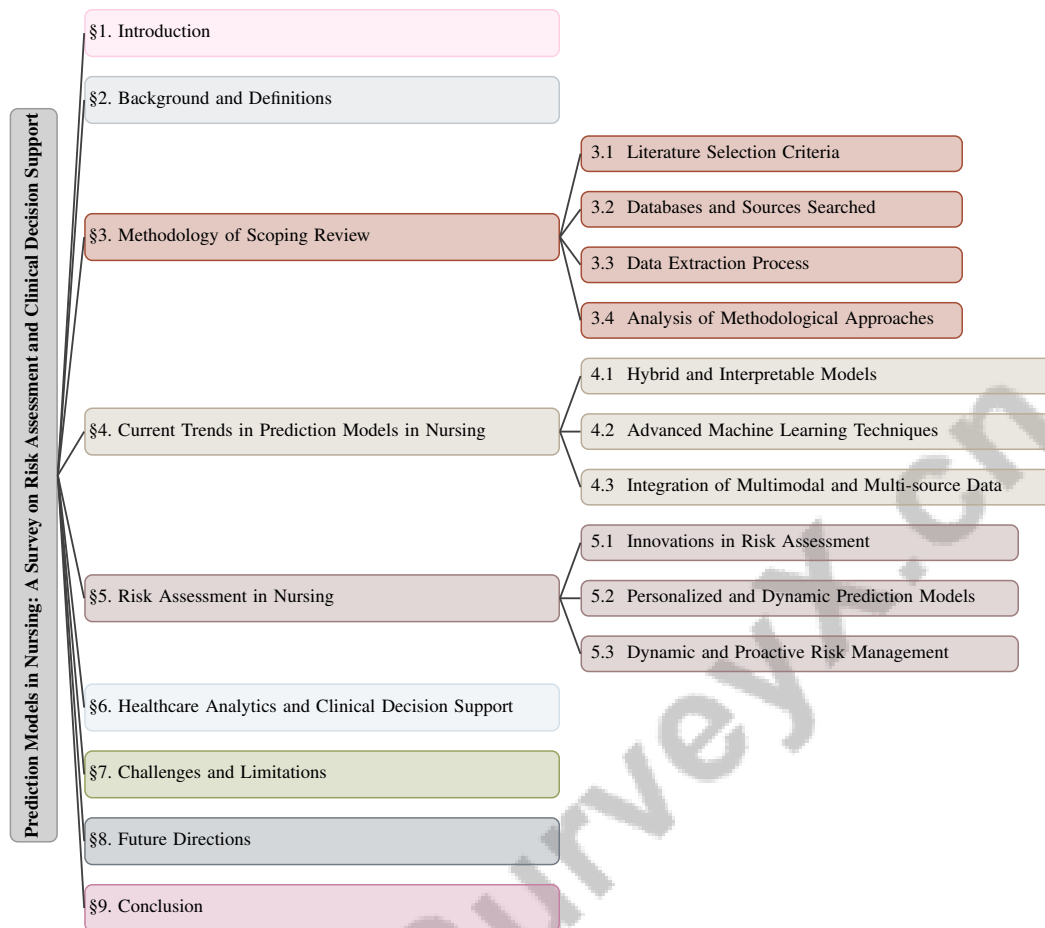 Prediction Models in Nursing: A Survey on Risk Assessment and Clinical Decision Support
§1. Introduction
§2. Background and Definitions
§3. Methodology of Scoping Review
3.1 Literature Selection Criteria
3.2 Databases and Sources Searched
3.3 Data Extraction Process
3.4 Analysis of Methodological Approaches
§4. Current Trends in Prediction Models in Nursing
4.1 Hybrid and Interpretable Models
4.2 Advanced Machine Learning Techniques
4.3 Integration of Multimodal and Multi-source Data
§5. Risk Assessment in Nursing
5.1 Innovations in Risk Assessment
5.2 Personalized and Dynamic Prediction Models
5.3 Dynamic and Proactive Risk Management
§6. Healthcare Analytics and Clinical Decision Support
§7. Challenges and Limitations
§8. Future Directions
§9. Conclusion
surveyx.cn